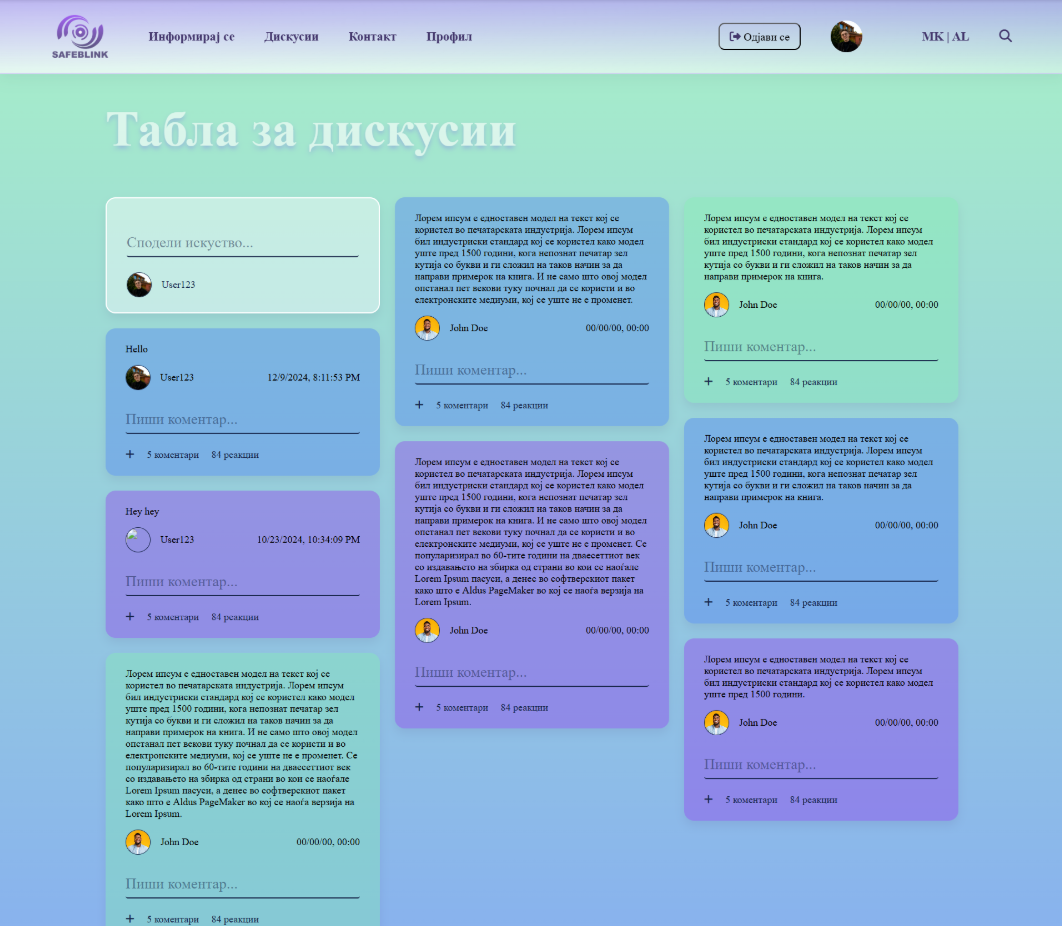 SAFEBLINK
Информирај се
Дискусии
Контакт
Профил
Одјави се
MK | AL
Табла за дискусии
Сподели искуство...
User123
Hello
User123
12/9/2024, 8:11:53 PM
Пиши коментар...
5 коментари
84 реакции
Hey hey
User123
10/23/2024, 10:34:09 PM
Пиши коментар...
5 коментари
84 реакции
Лорем ипсум е едноставен модел на текст кој се
користел во печатарската индустрија. Лорем ипсум
бил индустриски стандард кој се користел како модел
уште пред 1500 години, кога непознат печатар зел
кутија со букви и ги сложил на таков начин за да
направи примерок на книга. И не само што овој модел
опстанал пет векови туку почнал да се користи и во
електронските медиуми, кој се уште не е променет. Се
популаризирал во 60-тите години на дваесеттиот век
со издавањето на збирка од страни во кои се наоѓале
Lorem Ipsum пасуси, а денес во софтверскиот пакет
како што е Aldus PageMaker во кој се наоѓа верзија на
Lorem Ipsum.
John Doe
00/00/00, 00:00
Пиши коментар...
5 коментари
84 реакции
Лорем ипсум е едноставен модел на текст кој се
користел во печатарската индустрија. Лорем ипсум
бил индустриски стандард кој се користел како модел
уште пред 1500 години, кога непознат печатар зел
кутија со букви и ги сложил на таков начин за да
направи примерок на книга. И не само што овој модел
опстанал пет векови туку почнал да се користи и во
електронските медиуми, кој се уште не е променет.
John Doe
00/00/00, 00:00
Пиши коментар...
5 коментари
84 реакции
Лорем ипсум е едноставен модел на текст кој се
користел во печатарската индустрија. Лорем ипсум
бил индустриски стандард кој се користел како модел
уште пред 1500 години, кога непознат печатар зел
кутија со букви и ги сложил на таков начин за да
направи примерок на книга. И не само што овој модел
опстанал пет векови туку почнал да се користи и во
електронските медиуми, кој се уште не е променет. Се
популаризирал во 60-тите години на дваесеттиот век
со издавањето на збирка од страни во кои се наоѓале
Lorem Ipsum пасуси, а денес во софтверскиот пакет
како што е Aldus PageMaker во кој се наоѓа верзија на
Lorem Ipsum.
John Doe
00/00/00, 00:00
Пиши коментар...
5 коментари
84 реакции
Лорем ипсум е едноставен модел на текст кој се
користел во печатарската индустрија. Лорем ипсум
бил индустриски стандард кој се користел како модел
уште пред 1500 години, кога непознат печатар зел
кутија со букви и ги сложил на таков начин за да
направи примерок на книга.
John Doe
00/00/00, 00:00
Пиши коментар...
5 коментари
84 реакции
Лорем ипсум е едноставен модел на текст кој се
користел во печатарската индустрија. Лорем ипсум
бил индустриски стандард кој се користел како модел
уште пред 1500 години, кога непознат печатар зел
кутија со букви и ги сложил на таков начин за да
направи примерок на книга.
John Doe
00/00/00, 00:00
Пиши коментар...
5 коментари
84 реакции
Лорем ипсум е едноставен модел на текст кој се
користел во печатарската индустрија. Лорем ипсум
бил индустриски стандард кој се користел како модел
уште пред 1500 години.
John Doe
00/00/00, 00:00
Пиши коментар...
5 коментари
84 реакции